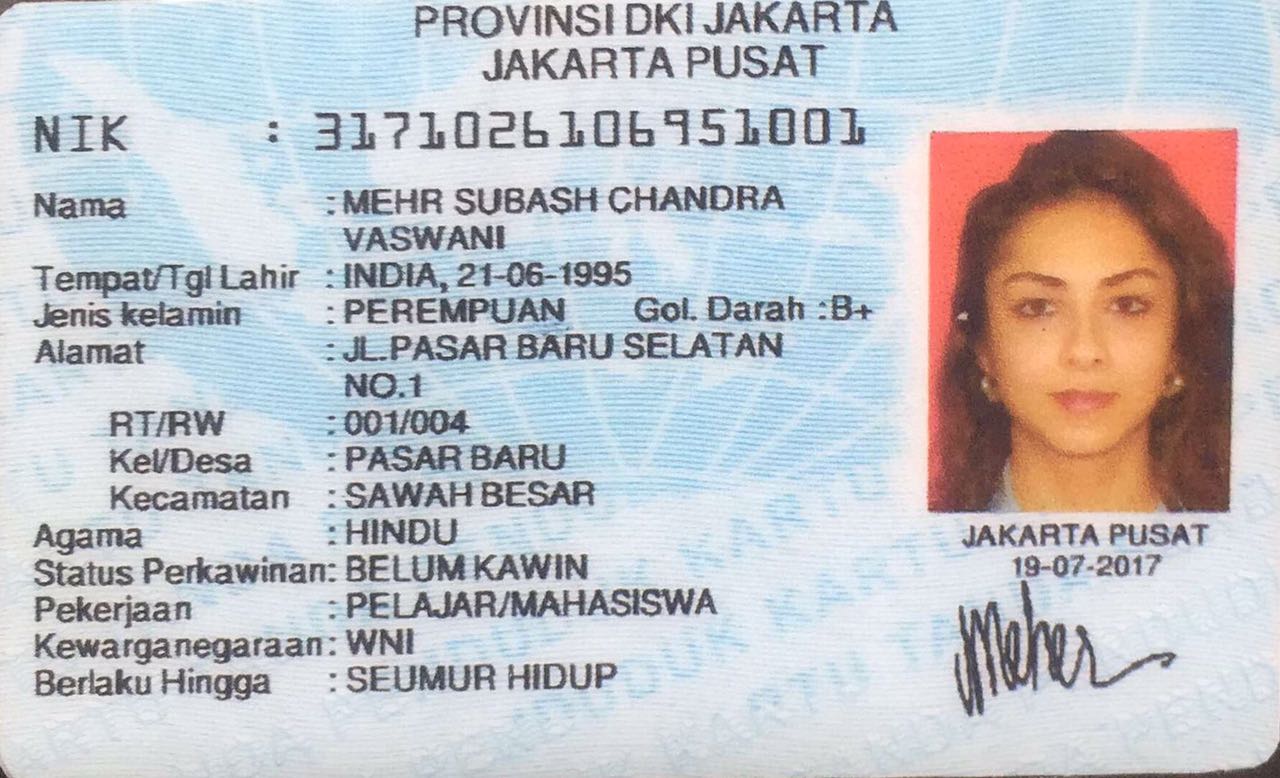 PROVINSI DKI JAKARTA
JAKARTA PUSAT
NIK : 3171026106951001
Nama : MEHR SUBASH CHANDRA
VASWANI
Tempat/Tgl Lahir : INDIA, 21-06-1995
Jenis kelamin : PEREMPUAN Gol. Darah : B+
Alamat : JL.PASAR BARU SELATAN
NO.1
RT/RW : 001/004
Kel/Desa : PASAR BARU
Kecamatan : SAWAH BESAR
Agama : HINDU
Status Perkawinan: BELUM KAWIN
Pekerjaan : PELAJAR/MAHASISWA
Kewarganegaraan: WNI
Berlaku Hingga : SEUMUR HIDUP
JAKARTA PUSAT
19-07-2017
Meher